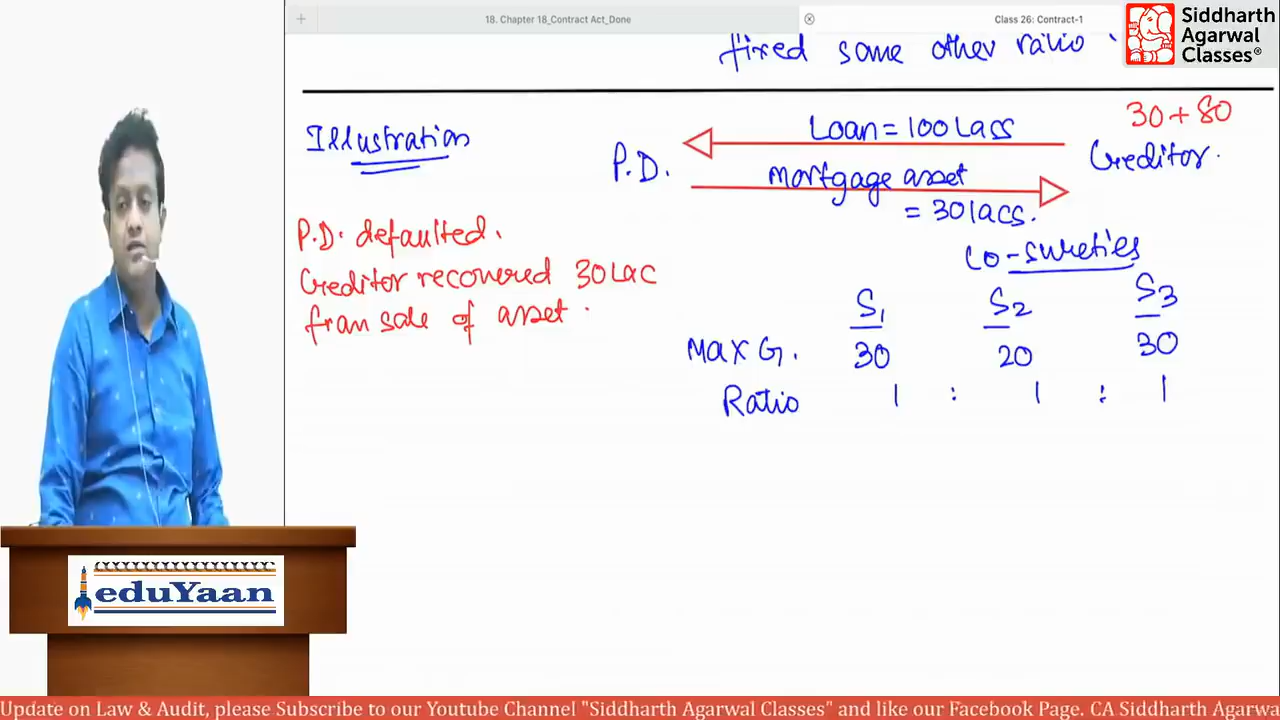 18. Chapter 18_Contract Act_Done
Class 26: Contract-1
Siddharth
Agarwal
Classes®
fixed some other ratio.
Illustration
Loan = 100 Lacs
30 + 80
P.D.
Creditor.
mortgage asset
= 30 lacs.
P.D. defaulted.
Creditor recovered 30 Lac
from sale of asset.
Co-sureties
S1 S2 S3
Max G. 30 20 30
Ratio 1 : 1 : 1
eduYaan
Update on Law & Audit, please Subscribe to our Youtube Channel "Siddharth Agarwal Classes" and like our Facebook Page. CA Siddharth Agarwa